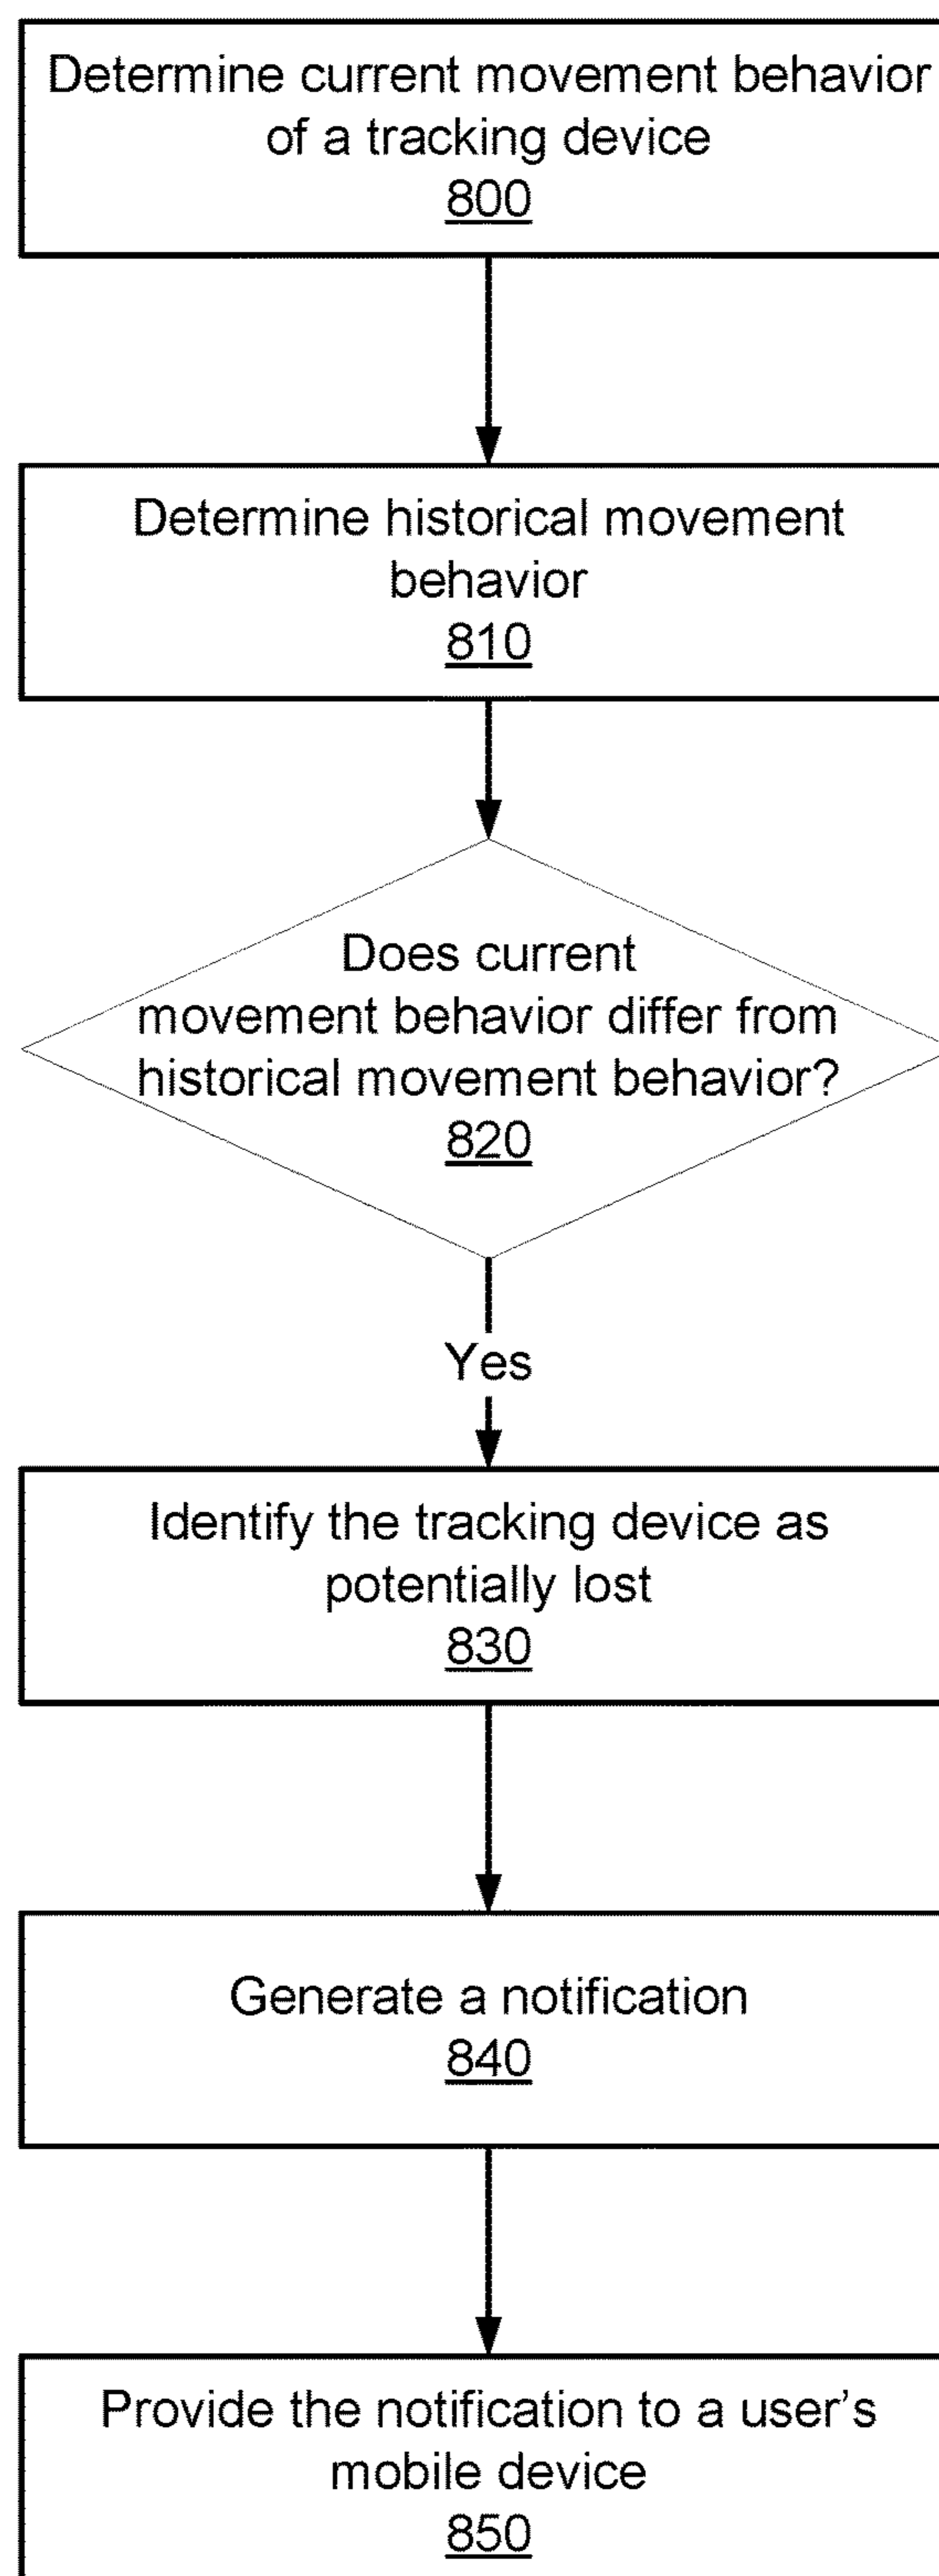 Determine current movement behavior
of a tracking device
800
Determine historical movement
behavior
810
Does current
movement behavior differ from
historical movement behavior?
820
Yes
Identify the tracking device as
potentially lost
830
Generate a notification
840
Provide the notification to a user’s
mobile device
850